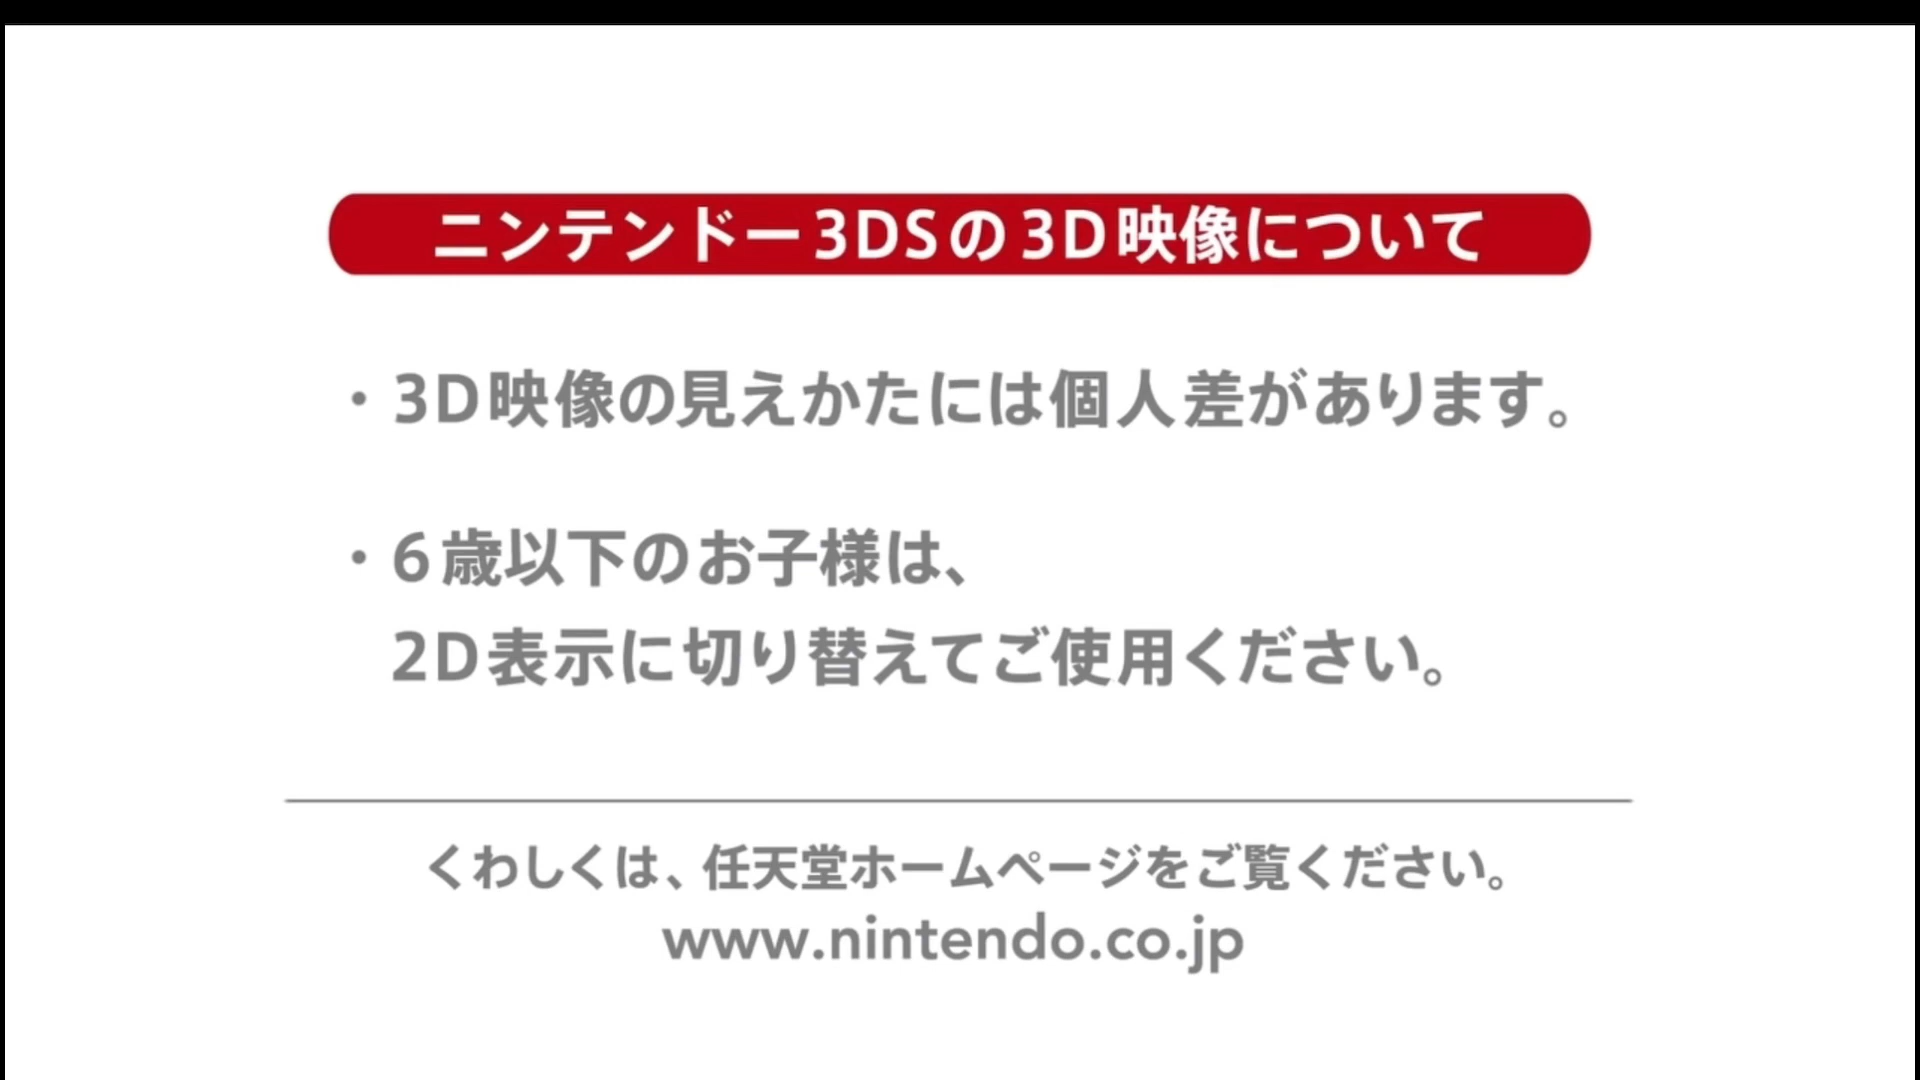 ニンテンドー3DSの3D映像について
・3D映像の見えかたには個人差があります。
・6歳以下のお子様は、
2D表示に切り替えてご使用ください。
くわしくは、任天堂ホームページをご覧ください。
www.nintendo.co.jp